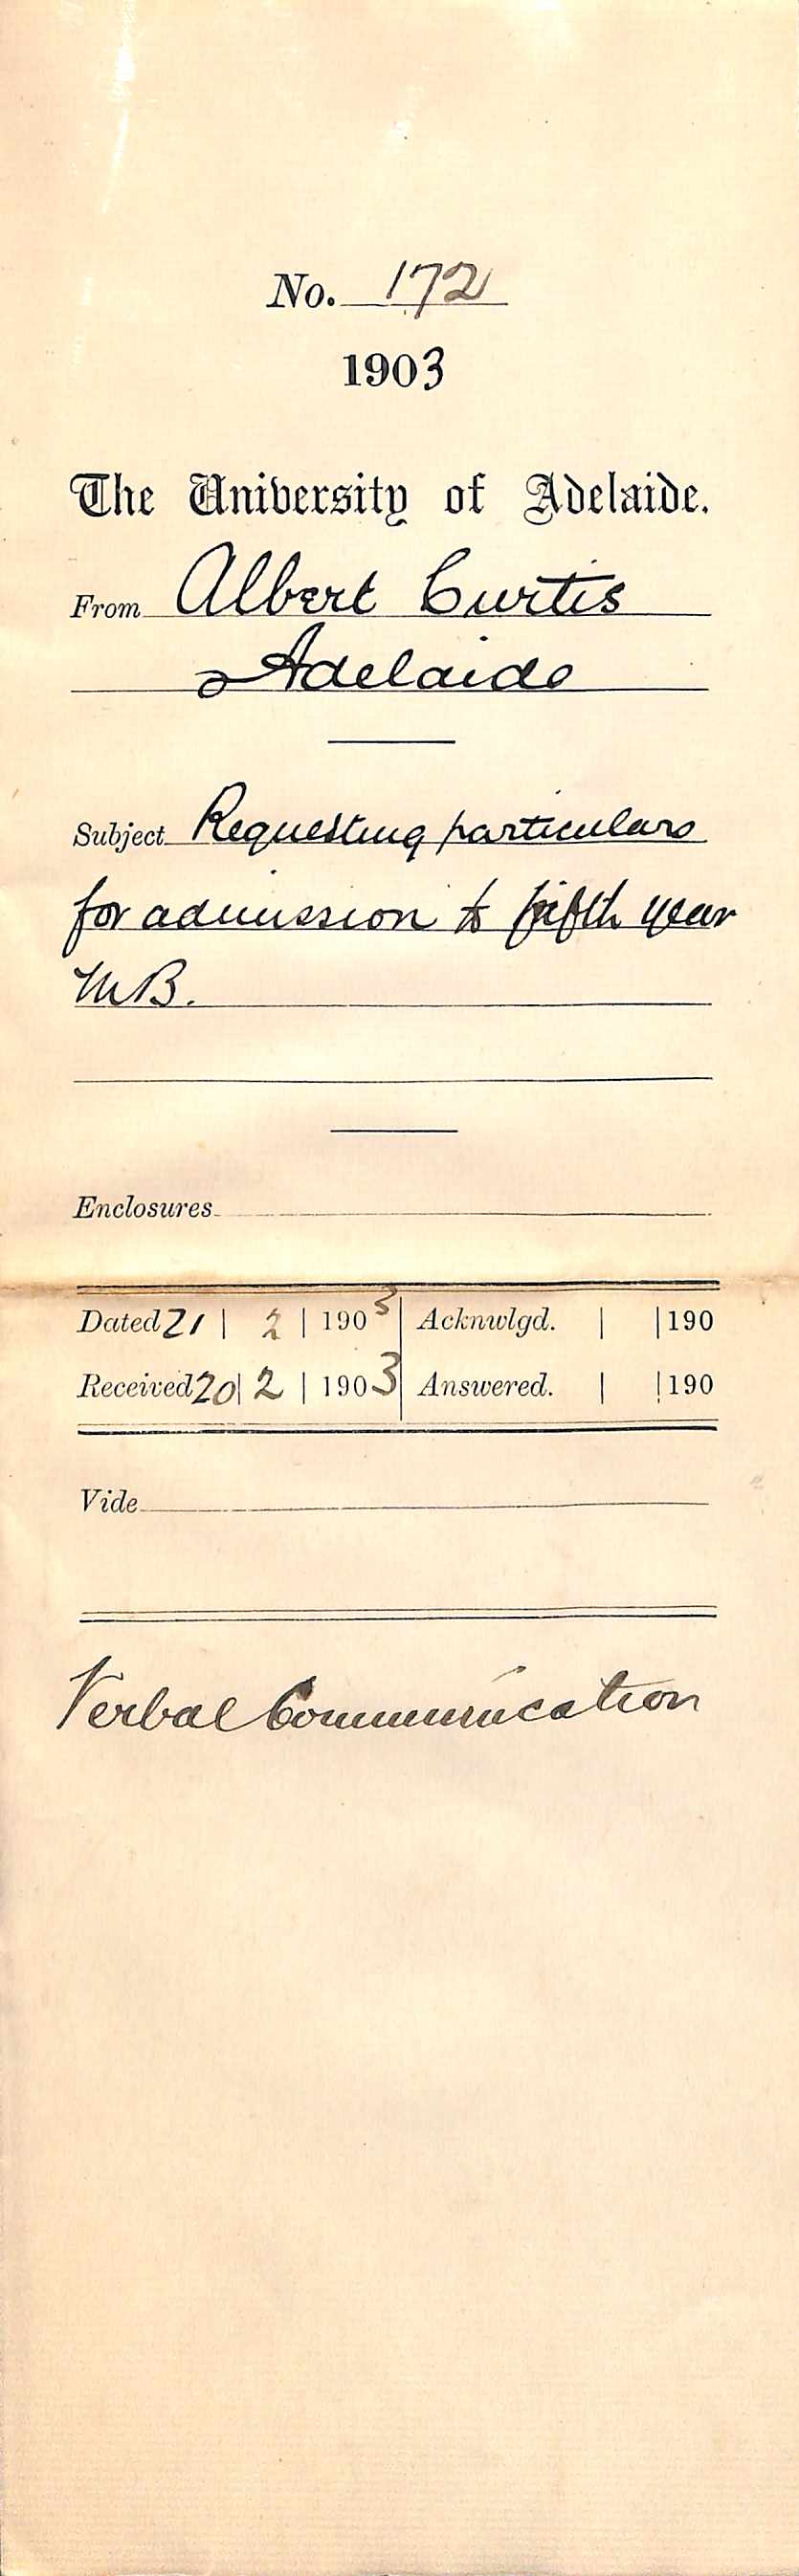 No. 172
1903
The University of Adelaide.
From Albert Curtis
Adelaide
Subject Requesting particulars
for admission to fifth year
M.B.
Enclosures
Dated 21 | 2 | 1903 | Acknwlgd. | | 190
Received 20 | 2 | 1903 | Answered. | | 190
Vide
Verbal Communication